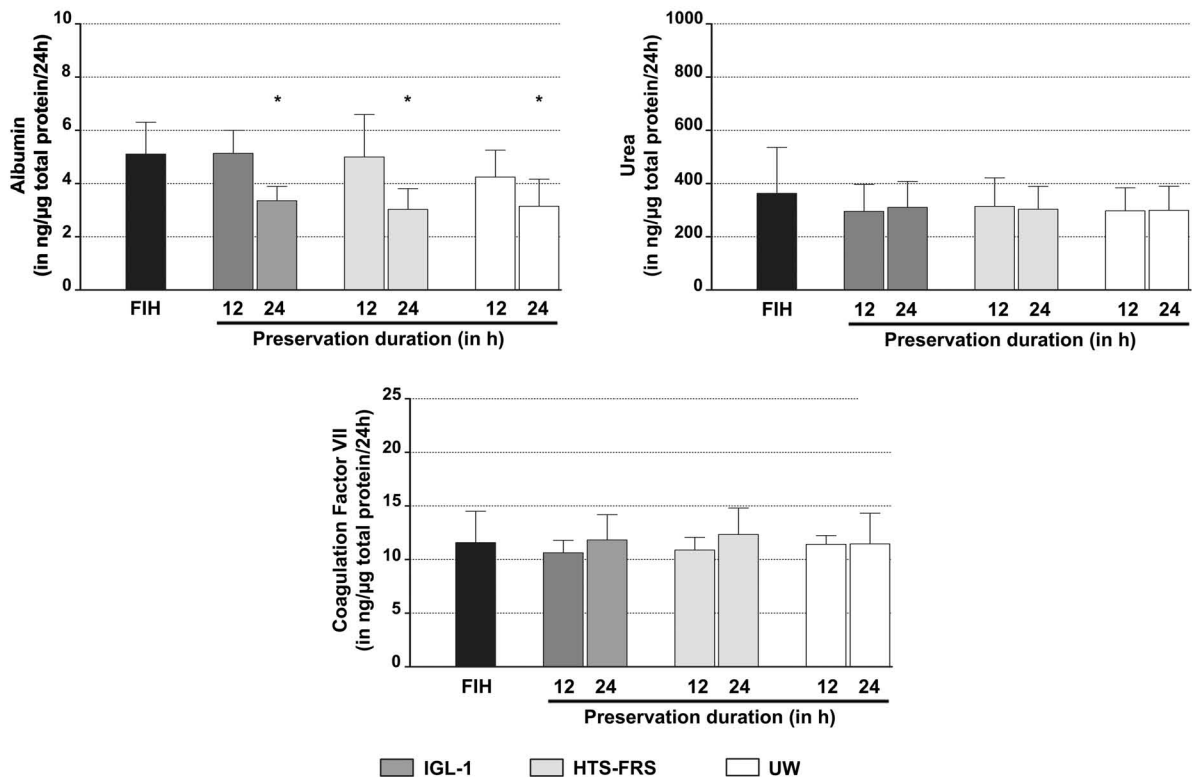 Albumin
(in ng/µg total protein/24h)
10
8
6
4
2
0
* * *
FIH 12 24 12 24 12 24
Preservation duration (in h)
Urea
(in ng/µg total protein/24h)
1000
800
600
400
200
0
FIH 12 24 12 24 12 24
Preservation duration (in h)
Coagulation Factor VII
(in ng/µg total protein/24h)
25
20
15
10
5
0
FIH 12 24 12 24 12 24
Preservation duration (in h)
IGL-1 HTS-FRS UW